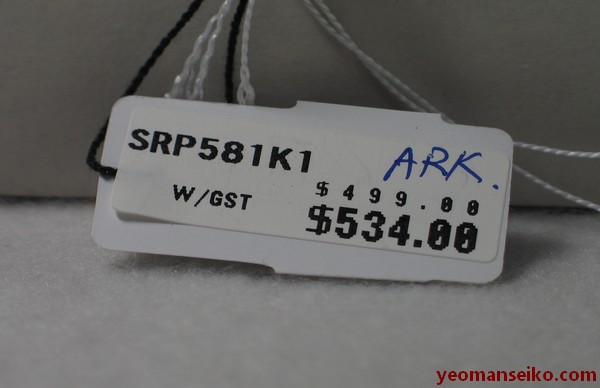 SRP581K1
ARK.
$499.00
W/GST $534.00
yeomanseiko.com